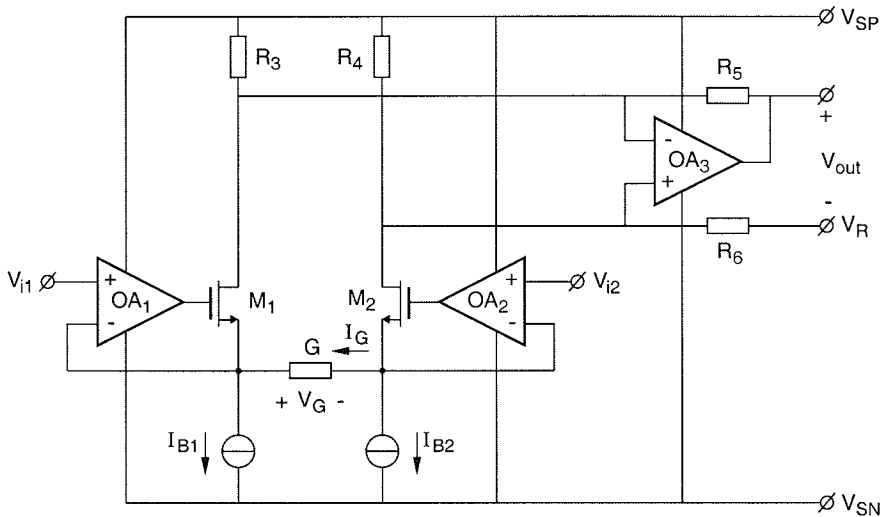 V_SP
R_3
R_4
R_5
+
-
OA_3
+
V_out
-
V_R
R_6
V_i1
+
OA_1
-
M_1
M_2
+
OA_2
-
V_i2
G
I_G
+ V_G -
I_B1
I_B2
V_SN